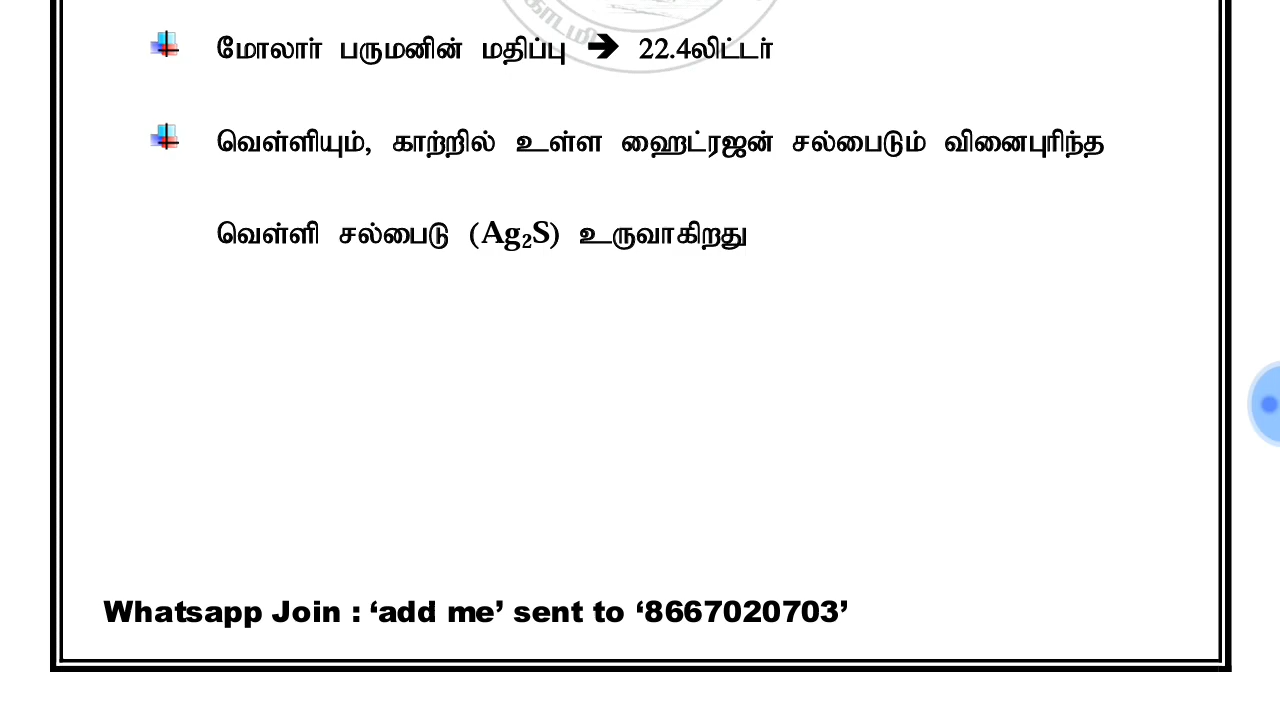 மோலார் பருமனின் மதிப்பு ➔ 22.4லிட்டர்
வெள்ளியும், காற்றில் உள்ள ஹைட்ரஜன் சல்பைடும் வினைபுரிந்த
வெள்ளி சல்பைடு (Ag₂S) உருவாகிறது
Whatsapp Join : ‘add me’ sent to ‘8667020703’